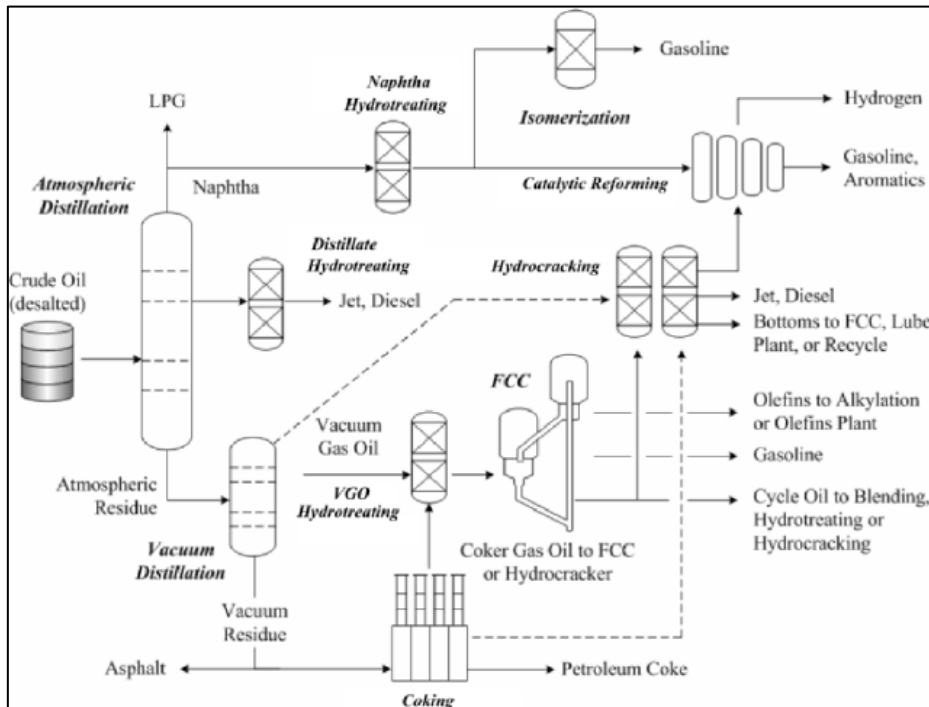 Gasoline
Naphtha
Hydrotreating
LPG
Hydrogen
Isomerization
Gasoline,
Aromatics
Atmospheric
Distillation
Naphtha
Catalytic Reforming
Distillate
Hydrotreating
Hydrocracking
Crude Oil
(desalted)
Jet, Diesel
Jet, Diesel
Bottoms to FCC, Lube
Plant, or Recycle
FCC
Vacuum
Gas Oil
Olefins to Alkylation
or Olefins Plant
Gasoline
Atmospheric
Residue
VGO
Hydrotreating
Cycle Oil to Blending,
Hydrotreating or
Hydrocracking
Vacuum
Distillation
Coker Gas Oil to FCC
or Hydrocracker
Vacuum
Residue
Asphalt
Petroleum Coke
Coking